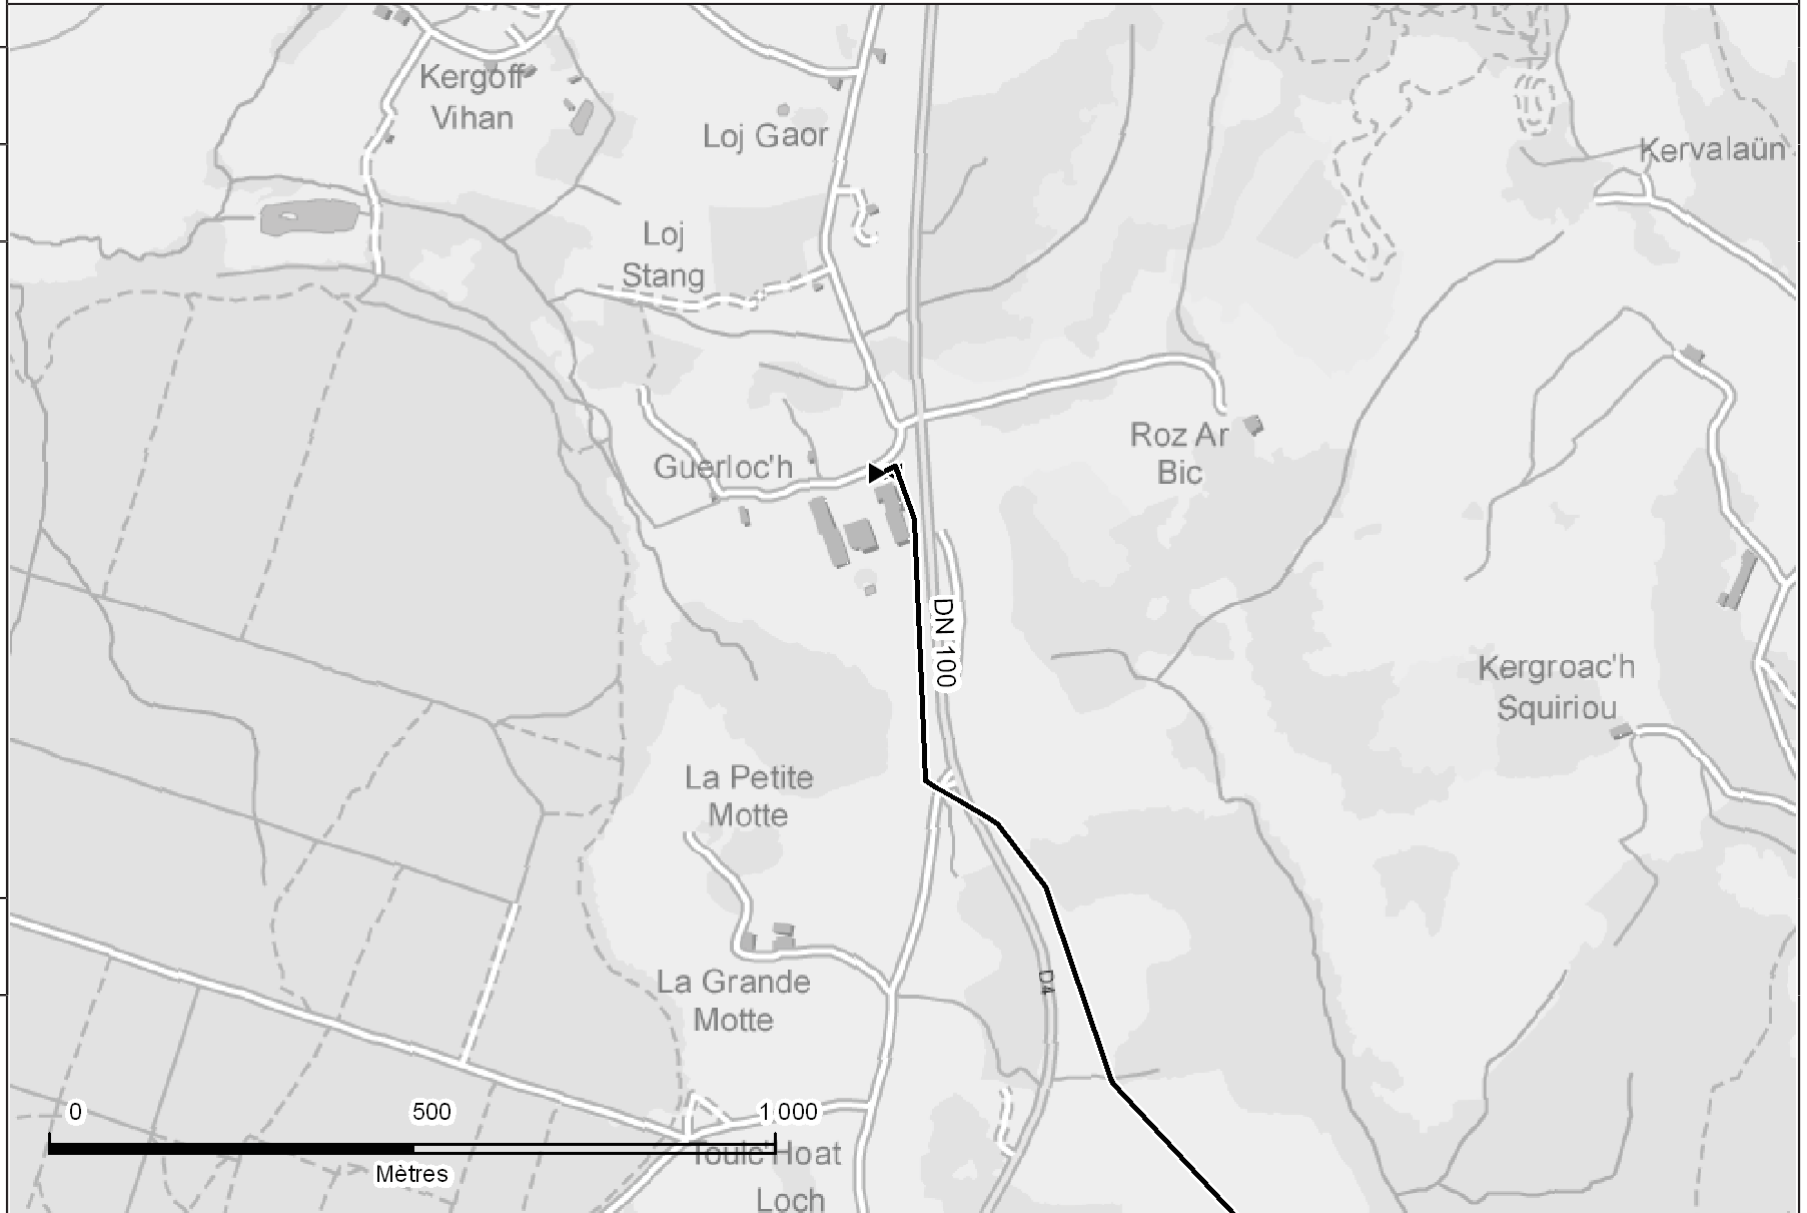 Kergoff
Vihan
Loj Gaor
Kervalaün
Loj
Stang
Roz Ar
Bic
Guerloc'h
DN 100
Kergroac'h
Squiriou
La Petite
Motte
La Grande
Motte
D4
0 500 1 000
Mètres
Toulc'Hoat
Loch